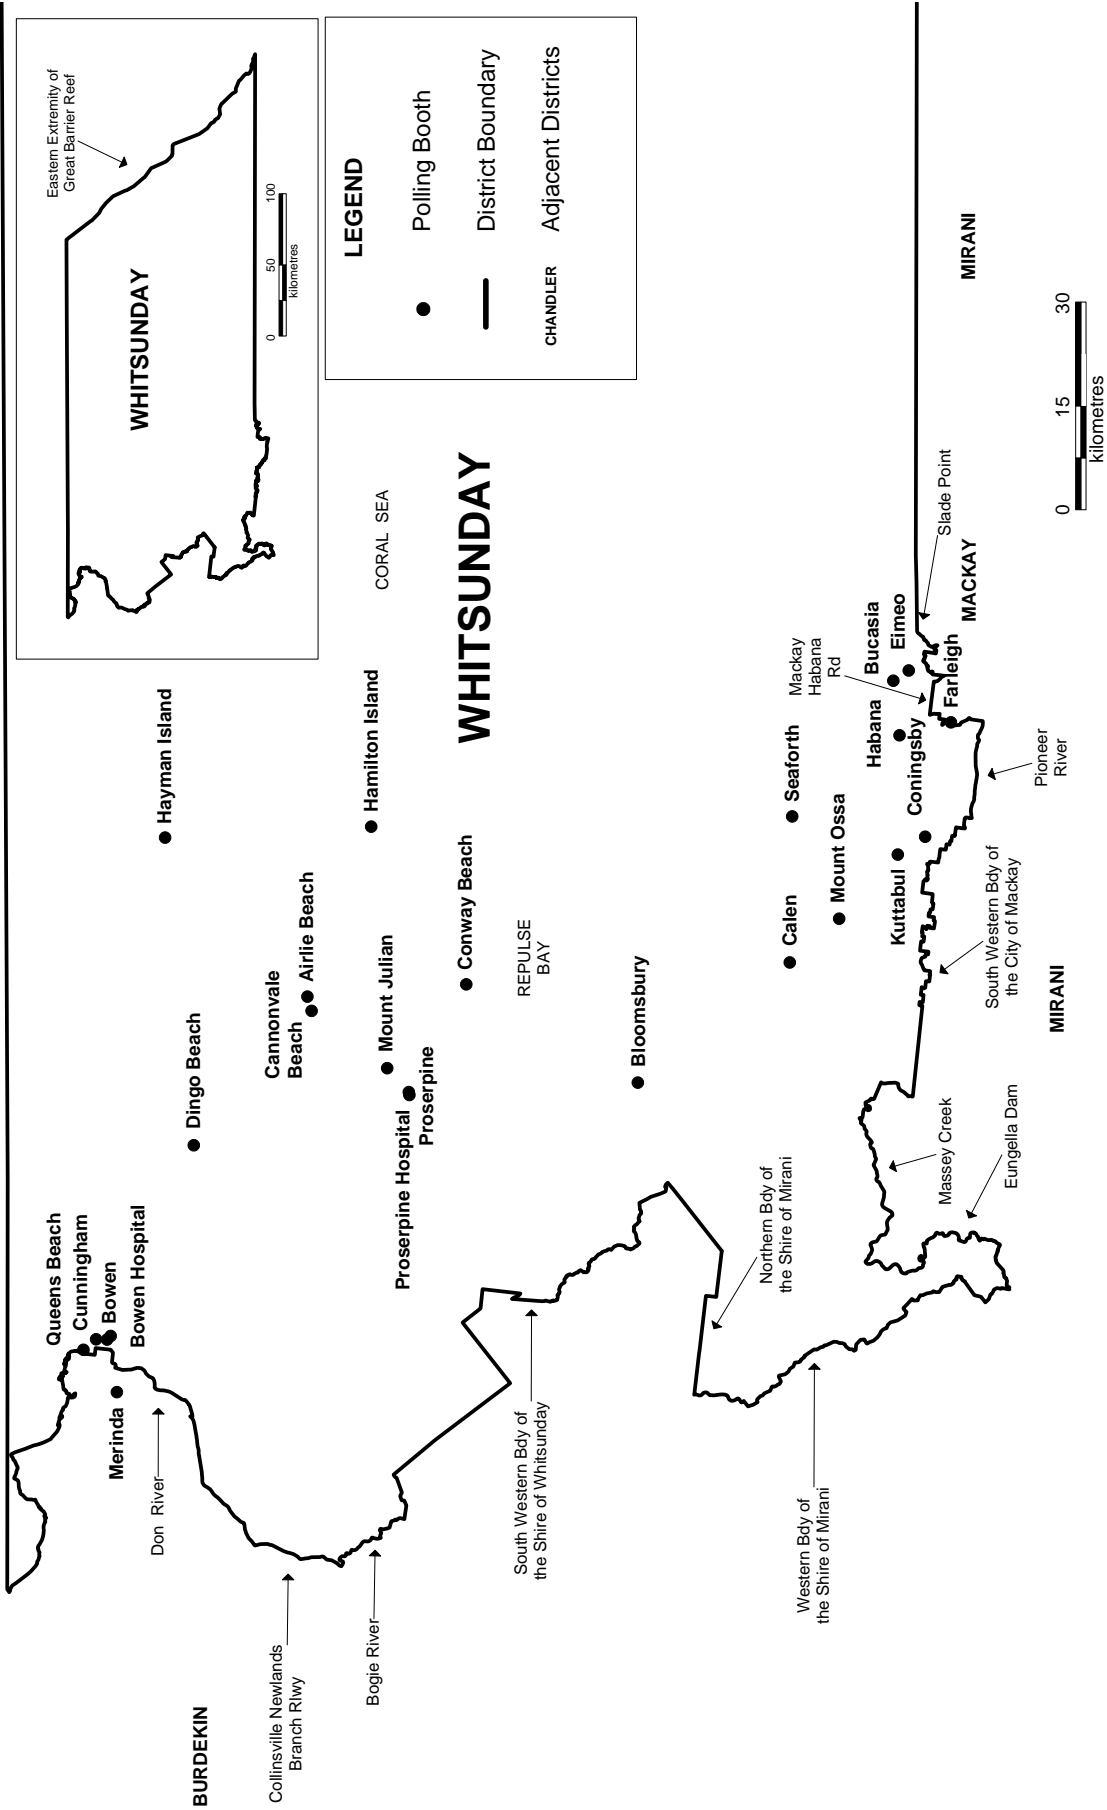 Eastern Extremity of
Great Barrier Reef
WHITSUNDAY
0 50 100
kilometres
LEGEND
Polling Booth
District Boundary
CHANDLER Adjacent Districts
Queens Beach
Cunningham
Bowen
Bowen Hospital
Merinda
Don River
BURDEKIN
Collinsville Newlands
Branch Rlwy
Bogie River
Dingo Beach
Hayman Island
Cannonvale
Beach
Airlie Beach
Hamilton Island
Mount Julian
Proserpine Hospital
Proserpine
Conway Beach
CORAL SEA
WHITSUNDAY
REPULSE
BAY
South Western Bdy of
the Shire of Whitsunday
Bloomsbury
Northern Bdy of
the Shire of Mirani
Western Bdy of
the Shire of Mirani
Calen
Seaforth
Mount Ossa
Mackay
Habana
Rd
Kuttabul
Habana
Coningsby
Bucasia
Eimeo
Farleigh
Slade Point
MACKAY
MIRANI
Massey Creek
Eungella Dam
South Western Bdy of
the City of Mackay
Pioneer
River
MIRANI
0 15 30
kilometres